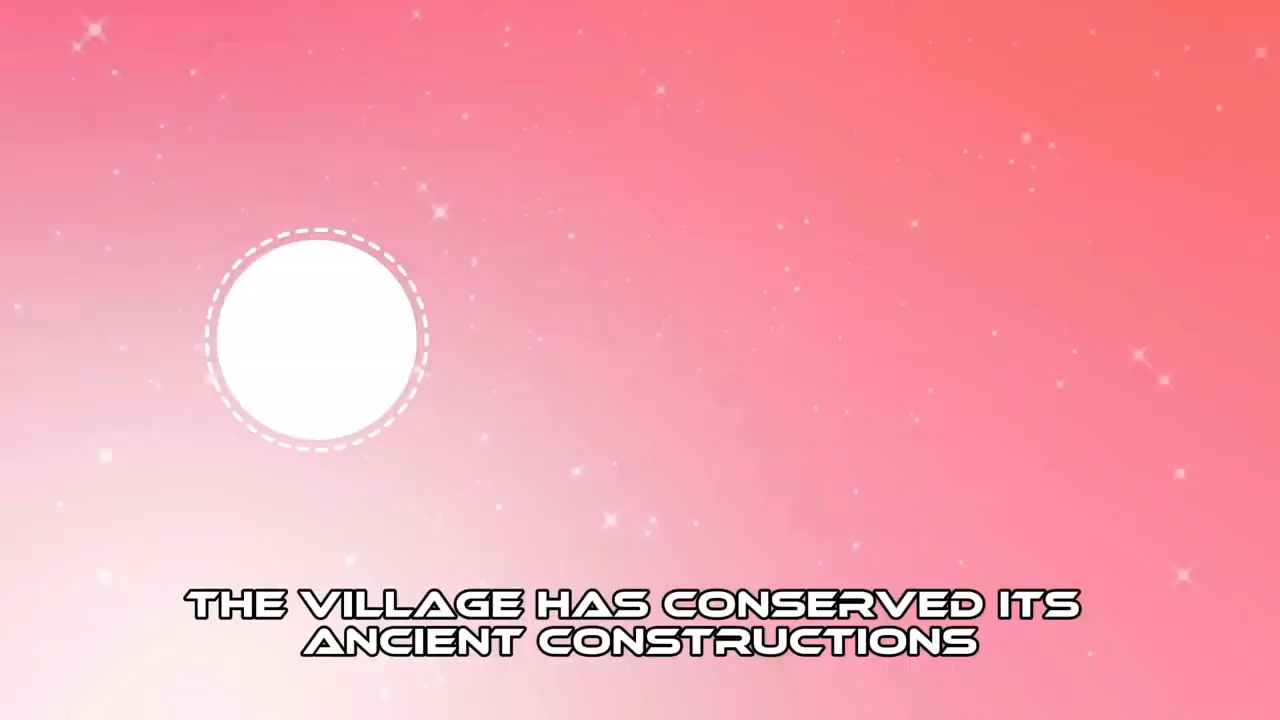 THE VILLAGE HAS CONSERVED ITS
ANCIENT CONSTRUCTIONS